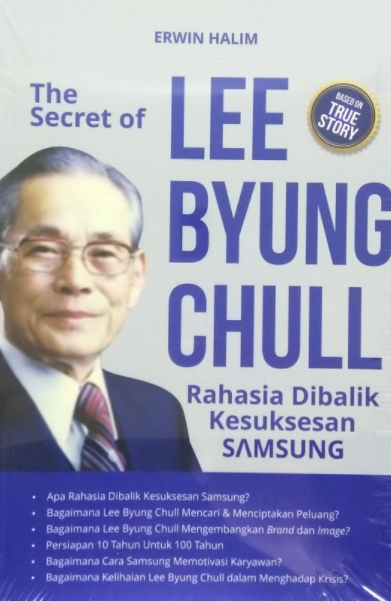 ERWIN HALIM
The
Secret of
LEE
BYUNG
CHULL
BASED ON
TRUE
STORY
Rahasia Dibalik
Kesuksesan
SΛMSUNG
• Apa Rahasia Dibalik Kesuksesan Samsung?
• Bagaimana Lee Byung Chull Mencari & Menciptakan Peluang?
• Bagaimana Lee Byung Chull Mengembangkan Brand dan Image?
• Persiapan 10 Tahun Untuk 100 Tahun
• Bagaimana Cara Samsung Memotivasi Karyawan?
• Bagaimana Kelihaian Lee Byung Chull dalam Menghadap Krisis?